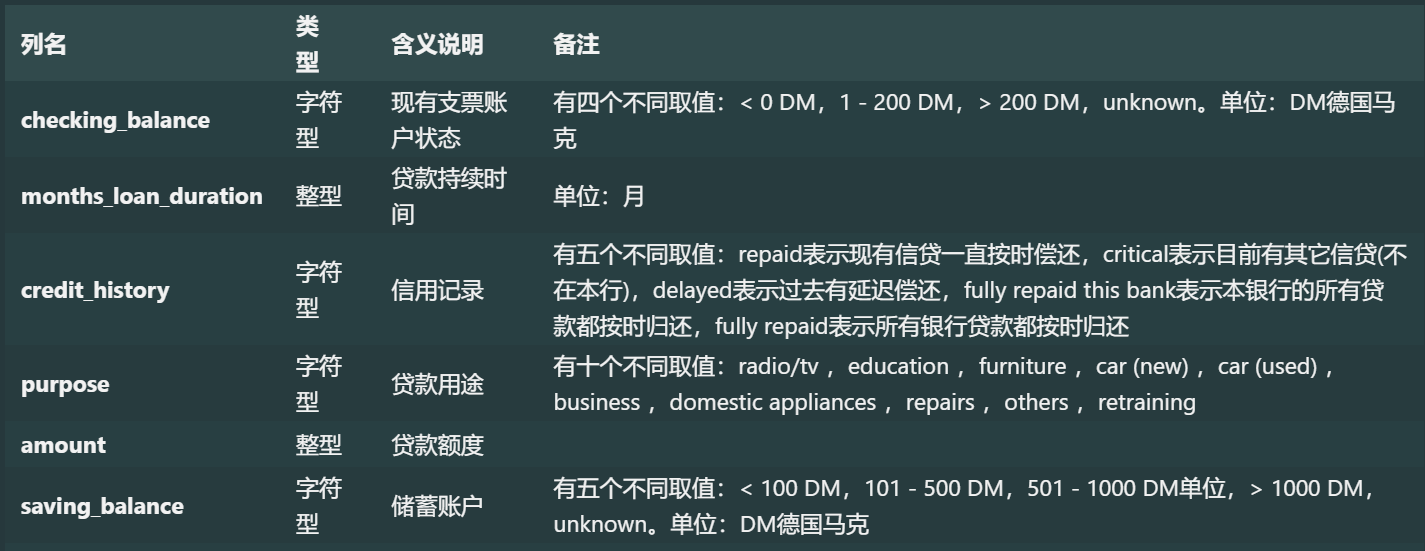 列名 类型 含义说明 备注
checking_balance 字符型 现有支票账户状态 有四个不同取值：< 0 DM，1 - 200 DM，> 200 DM，unknown。单位：DM德国马克
months_loan_duration 整型 贷款持续时间 单位：月
credit_history 字符型 信用记录 有五个不同取值：repaid表示现有信贷一直按时偿还，critical表示目前有其它信贷(不在本行)，delayed表示过去有延迟偿还，fully repaid this bank表示本银行的所有贷款都按时归还，fully repaid表示所有银行贷款都按时归还
purpose 字符型 贷款用途 有十个不同取值：radio/tv ，education ，furniture ，car (new) ，car (used) ，business ，domestic appliances ，repairs ，others ，retraining
amount 整型 贷款额度
saving_balance 字符型 储蓄账户 有五个不同取值：< 100 DM，101 - 500 DM，501 - 1000 DM单位，> 1000 DM，unknown。单位：DM德国马克